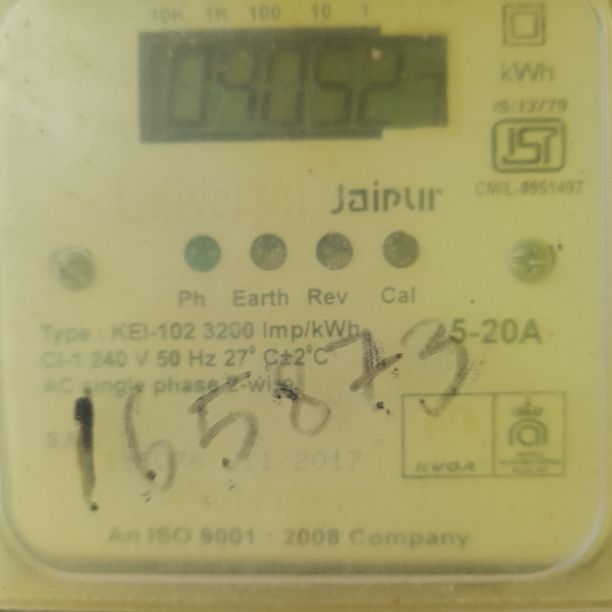 10K 1K 100 10 1
09052
kWh
IS:13779
ISI
CM/L-8951497
Jaipur
Ph Earth Rev Cal
Type : KEI-102 3200 Imp/kWh 5-20A
Cl-1 240 V 50 Hz 27° C±2°C
AC single phase 2-wire
165873
/2017
KVQA
An ISO 9001 : 2008 Company